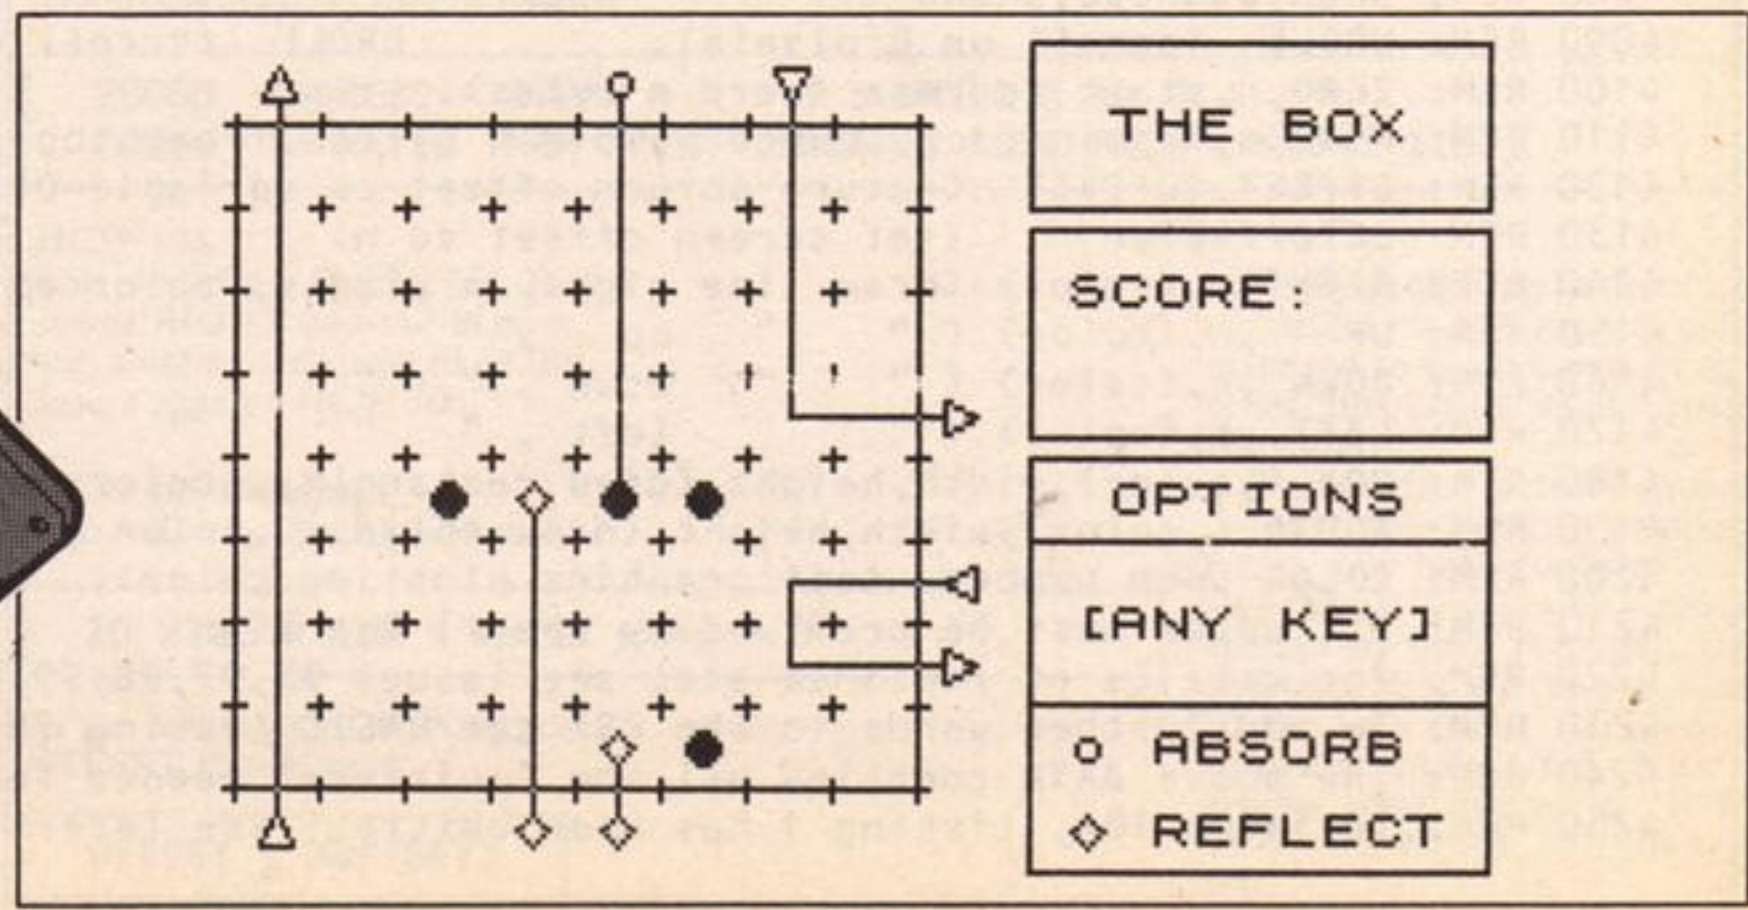 THE BOX
SCORE:
OPTIONS
[ANY KEY]
ABSORB
REFLECT